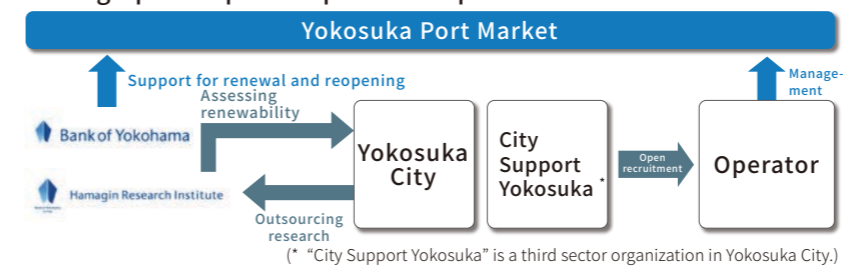 Yokosuka Port Market
Support for renewal and reopening
Manage-
ment
Assessing
renewability
Bank of Yokohama
Yokosuka
City
City
Support
Yokosuka *
Open
recruitment
Operator
Hamagin Research Institute
Outsourcing
research
(* “City Support Yokosuka” is a third sector organization in Yokosuka City.)